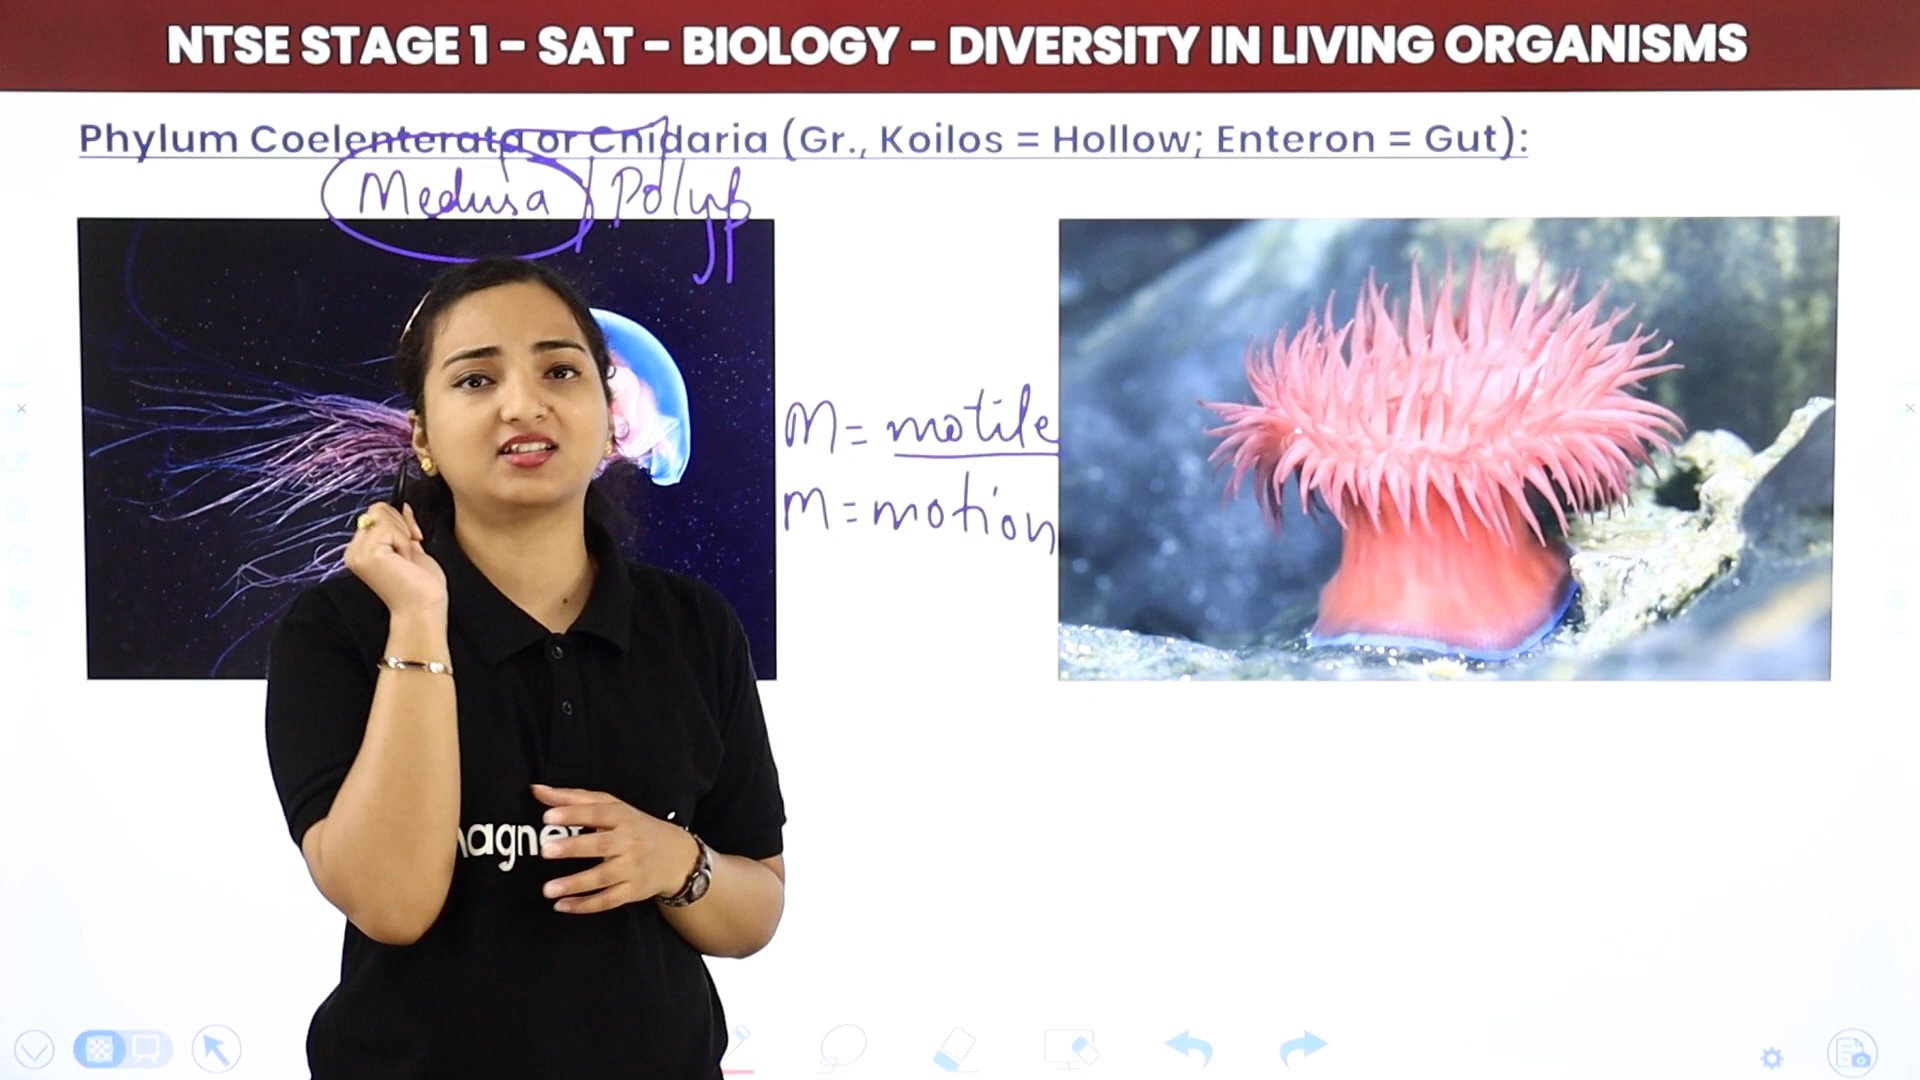 NTSE STAGE 1 – SAT – BIOLOGY – DIVERSITY IN LIVING ORGANISMS
Phylum Coelenterata or Cnidaria (Gr., Koilos = Hollow; Enteron = Gut):
Medusa / Polyp
M = motile
M = motion